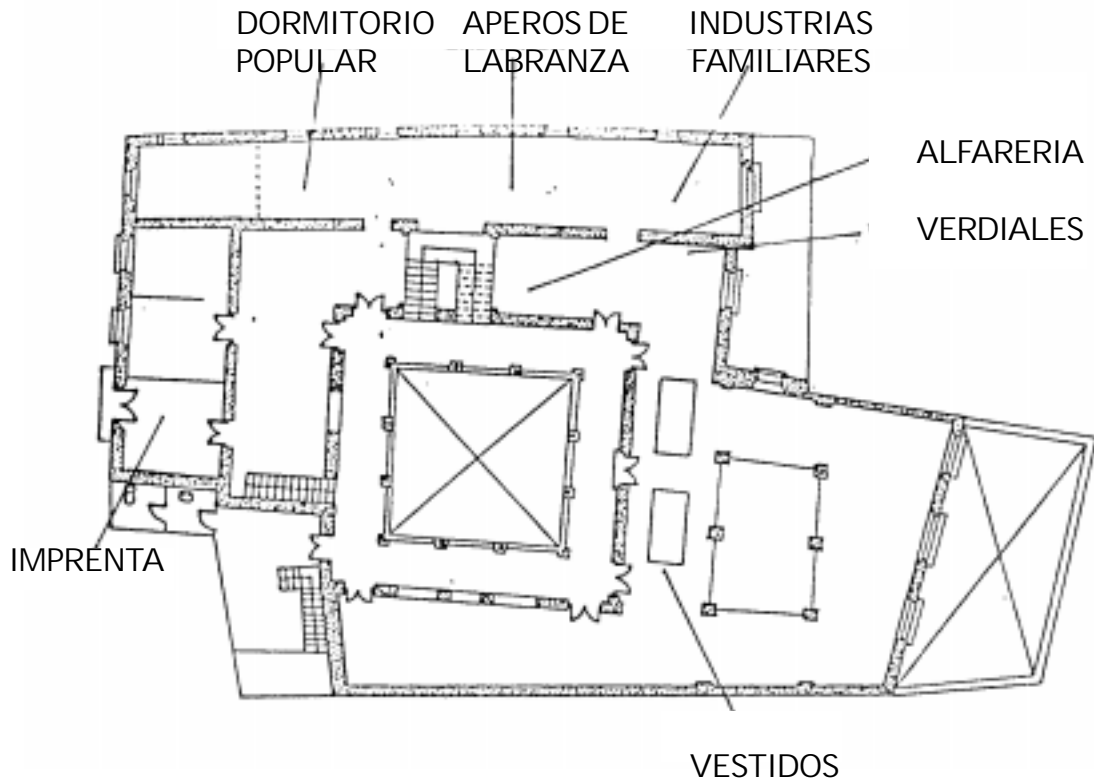 DORMITORIO POPULAR
APEROS DE LABRANZA
INDUSTRIAS FAMILIARES
ALFARERIA
VERDIALES
IMPRENTA
VESTIDOS